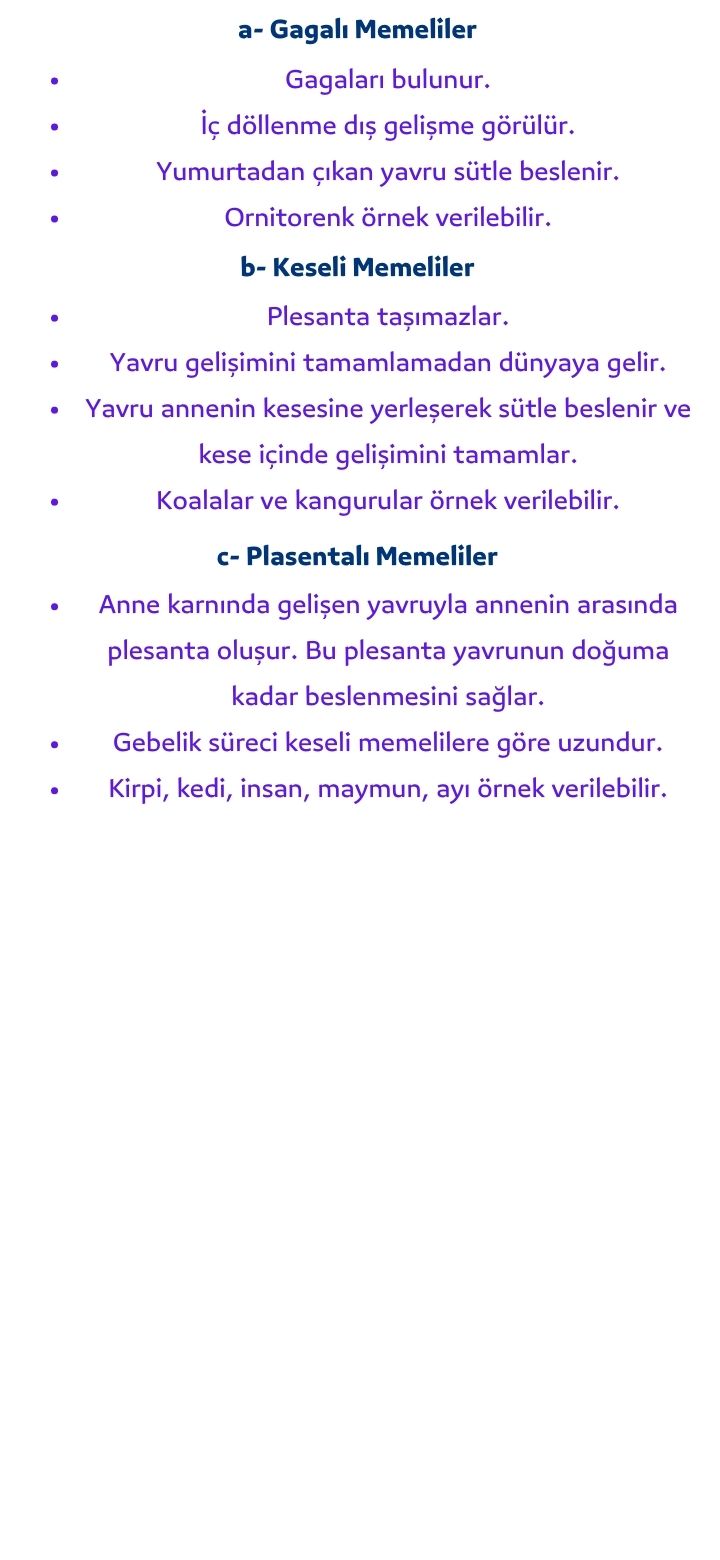 a- Gagalı Memeliler
• Gagaları bulunur.
• İç döllenme dış gelişme görülür.
• Yumurtadan çıkan yavru sütle beslenir.
• Ornitorenk örnek verilebilir.
b- Keseli Memeliler
• Plesanta taşımazlar.
• Yavru gelişimini tamamlamadan dünyaya gelir.
• Yavru annenin kesesine yerleşerek sütle beslenir ve
kese içinde gelişimini tamamlar.
• Koalalar ve kangurular örnek verilebilir.
c- Plasentalı Memeliler
• Anne karnında gelişen yavruyla annenin arasında
plesanta oluşur. Bu plesanta yavrunun doğuma
kadar beslenmesini sağlar.
• Gebelik süreci keseli memelilere göre uzundur.
• Kirpi, kedi, insan, maymun, ayı örnek verilebilir.